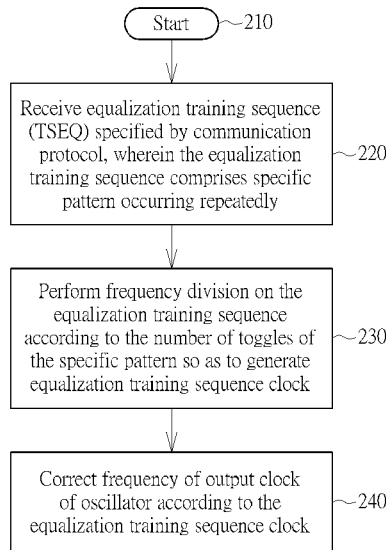 Start
210
Receive equalization training sequence
(TSEQ) specified by communication
protocol, wherein the equalization
training sequence comprises specific
pattern occurring repeatedly
220
Perform frequency division on the
equalization training sequence
according to the number of toggles of
the specific pattern so as to generate
equalization training sequence clock
230
Correct frequency of output clock
of oscillator according to the
equalization training sequence clock
240